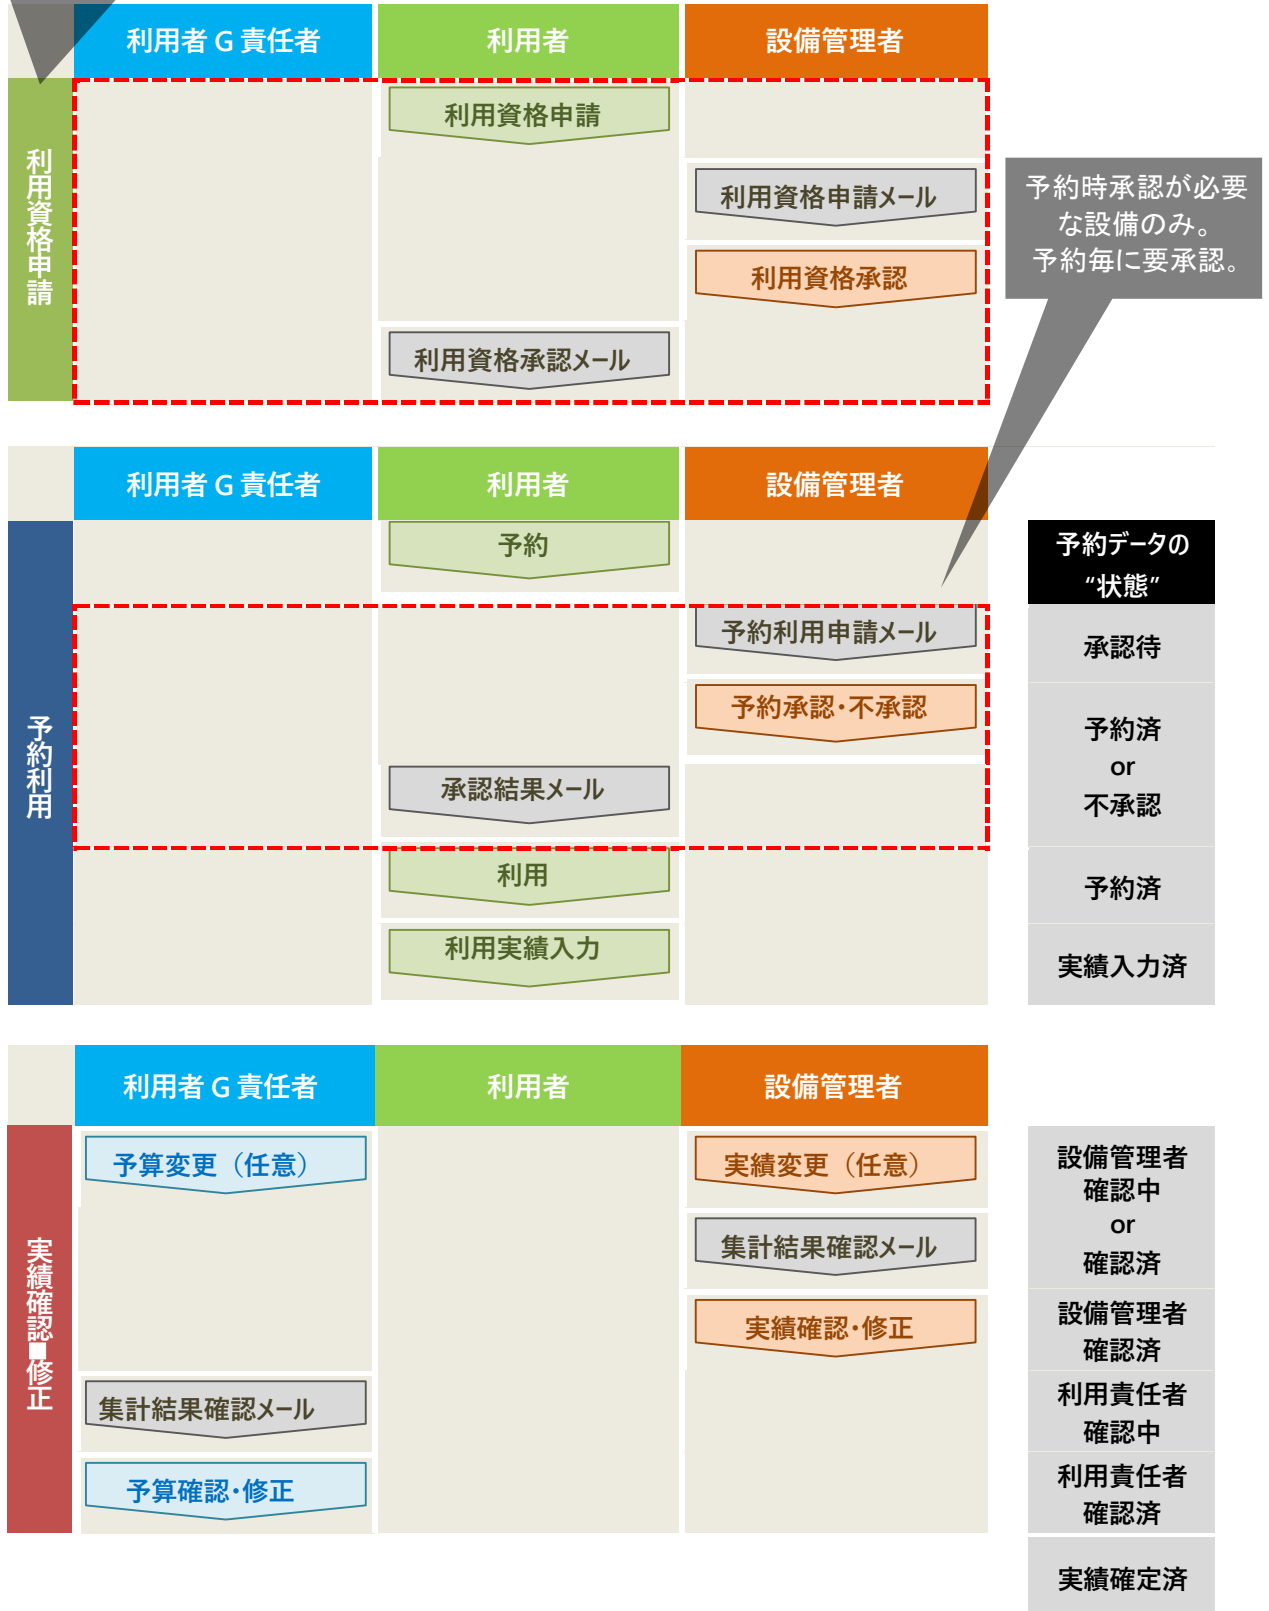 利用者 G 責任者
利用者
設備管理者
利用資格申請
利用資格申請
利用資格申請メール
利用資格承認
利用資格承認メール
予約時承認が必要
な設備のみ。
予約毎に要承認。
利用者 G 責任者
利用者
設備管理者
予約利用
予約
予約利用申請メール
予約承認・不承認
承認結果メール
利用
利用実績入力
予約データの
“状態”
承認待
予約済
or
不承認
予約済
実績入力済
利用者 G 責任者
利用者
設備管理者
実績確認■修正
予算変更（任意）
実績変更（任意）
集計結果確認メール
実績確認・修正
集計結果確認メール
予算確認・修正
設備管理者
確認中
or
確認済
設備管理者
確認済
利用責任者
確認中
利用責任者
確認済
実績確定済